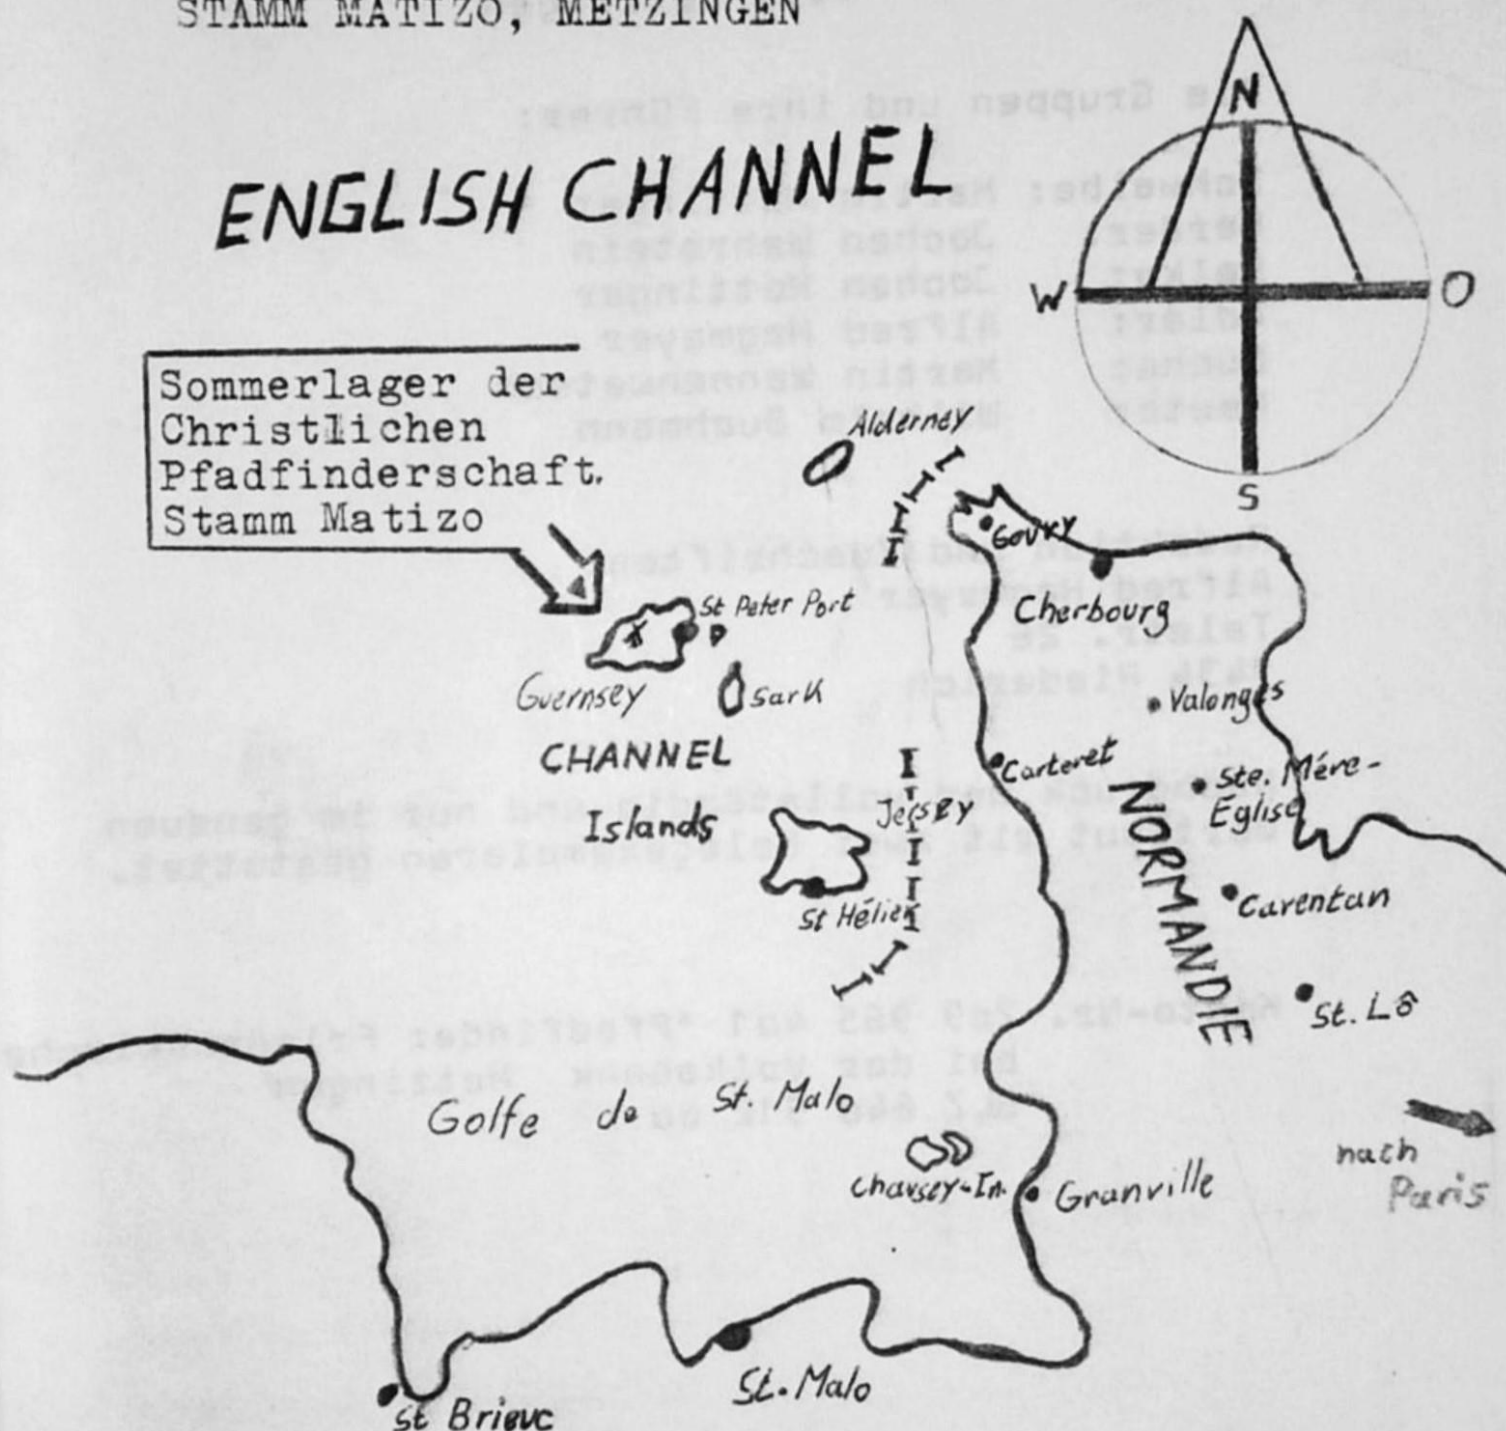 STAMM MATIZO, METZINGEN
ENGLISH CHANNEL
N
W
O
S
Sommerlager der
Christlichen
Pfadfinderschaft.
Stamm Matizo
Alderney
Goury
Cherbourg
St Peter Port
Guernsey
Sark
Valonges
CHANNEL
Islands
Carteret
Ste. Mére-
Eglise
Jersey
NORMANDIE
Carentan
St Hélier
St. Lô
Golfe de St. Malo
nach
Paris
Chausey-In.
Granville
St. Malo
St Brieuc